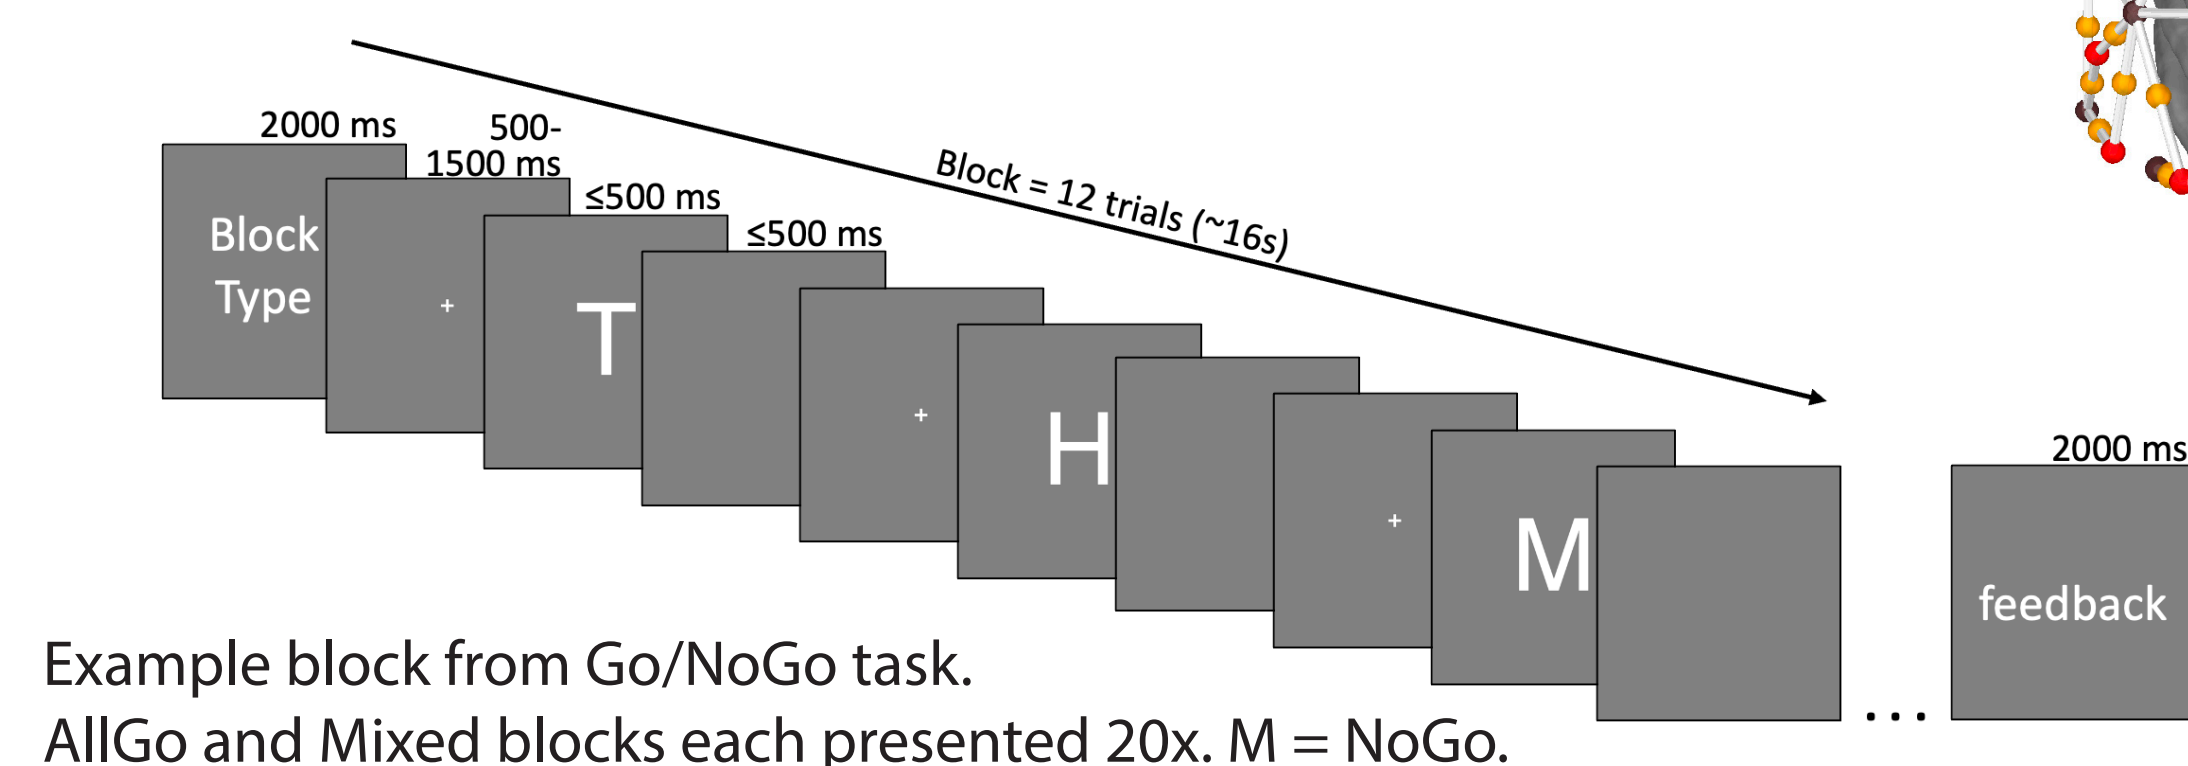 2000 ms
500-
1500 ms
≤500 ms
≤500 ms
Block = 12 trials (~16s)
Block
Type
+
T
+
H
+
M
...
2000 ms
feedback
Example block from Go/NoGo task.
AllGo and Mixed blocks each presented 20x. M = NoGo.